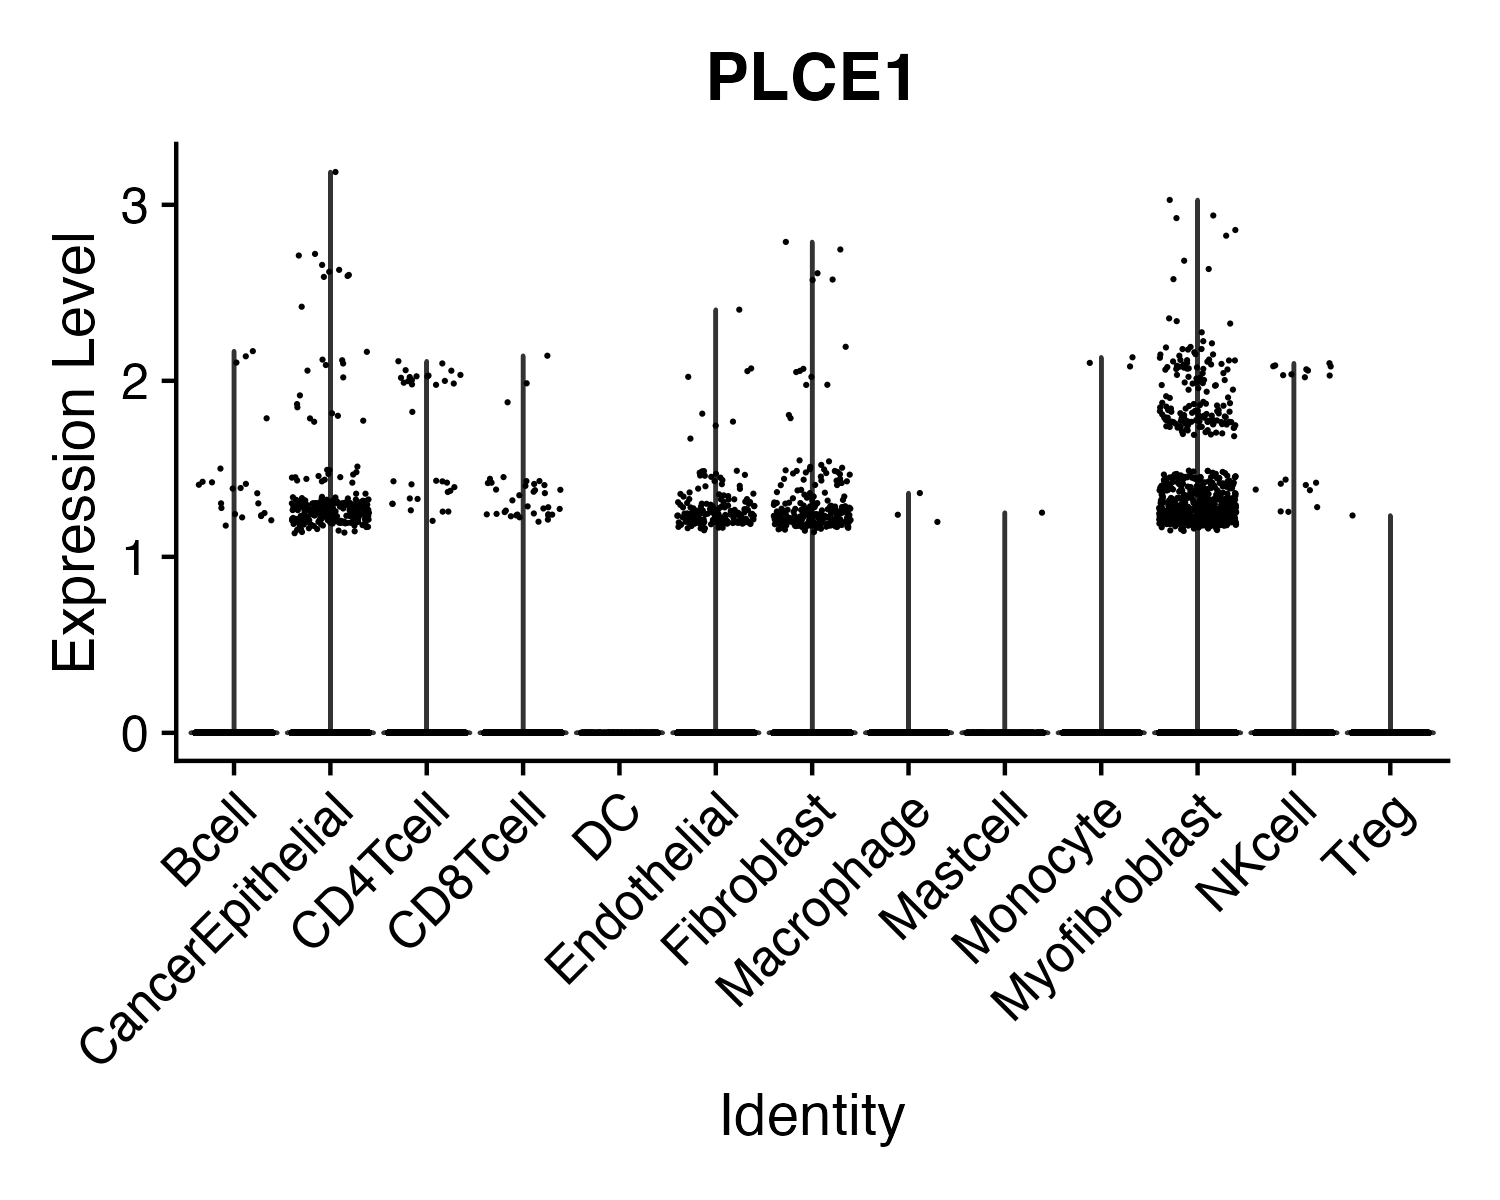 PLCE1
Expression Level
3
2
1
0
Bcell
CancerEpithelial
CD4Tcell
CD8Tcell
DC
Endothelial
Fibroblast
Macrophage
Mastcell
Monocyte
Myofibroblast
NKcell
Treg
Identity